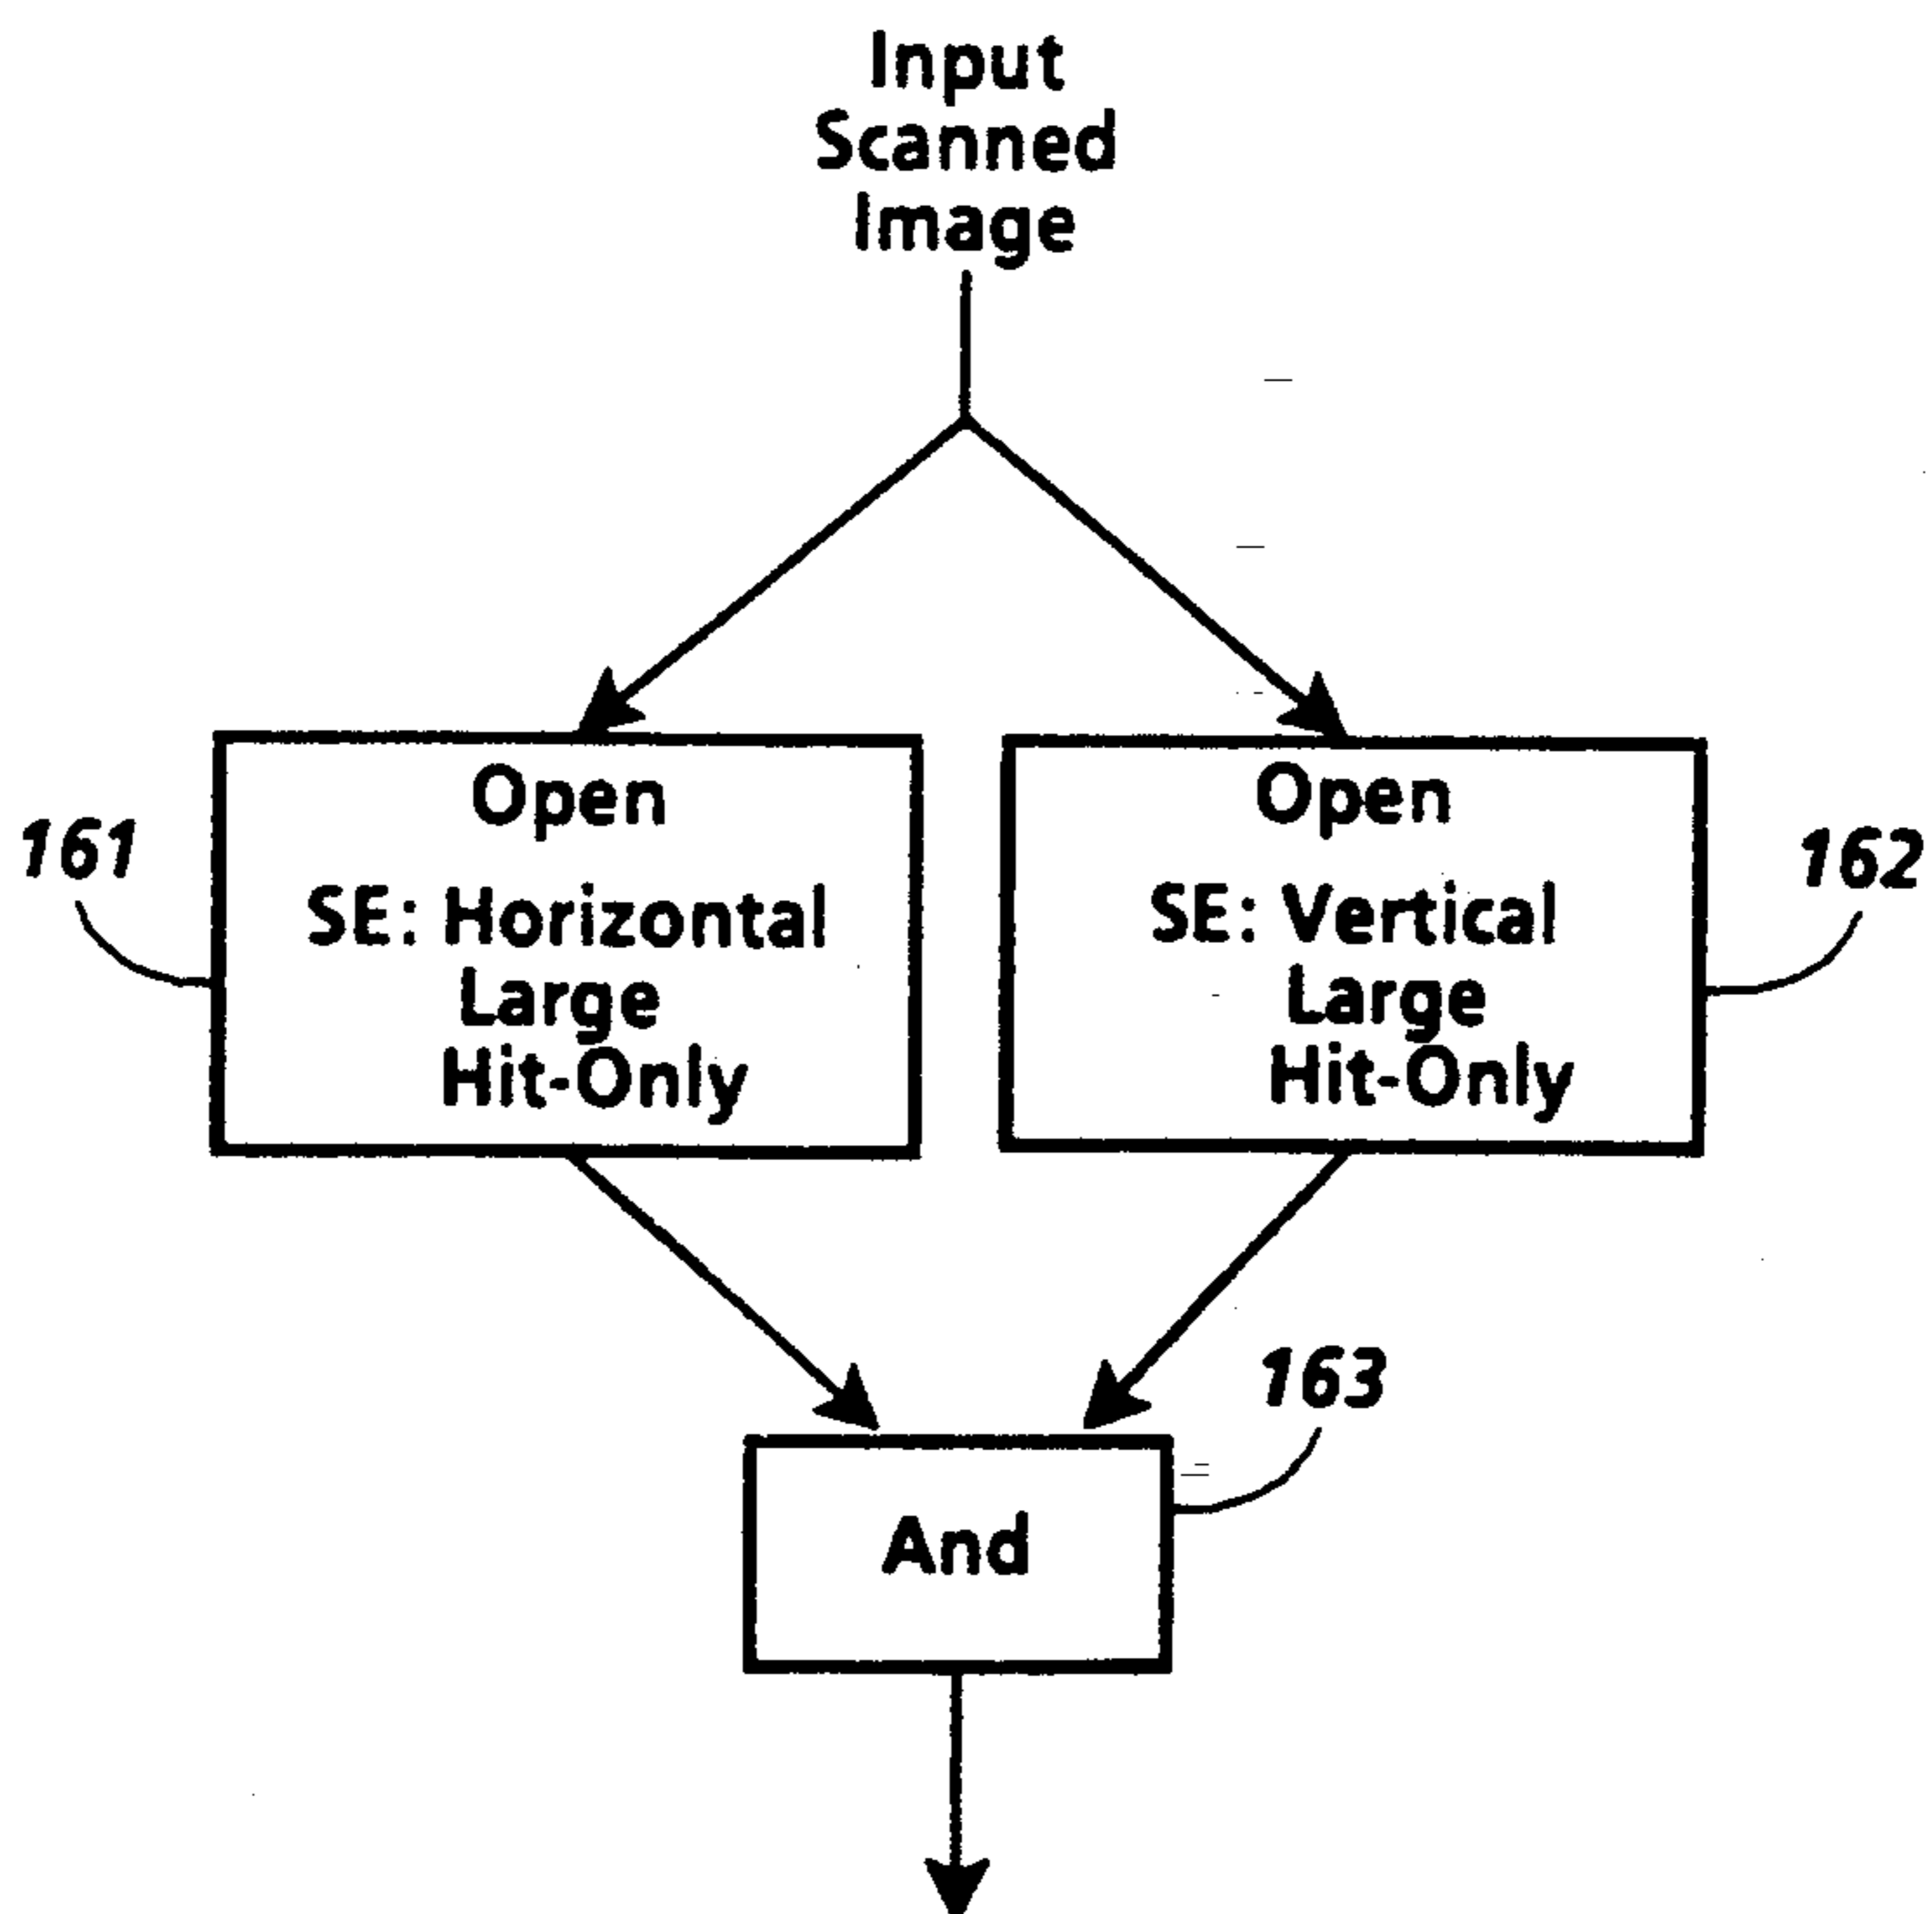 Input
Scanned
Image
Open
SE: Horizontal
Large
Hit-Only
161
Open
SE: Vertical
Large
Hit-Only
162
163
And